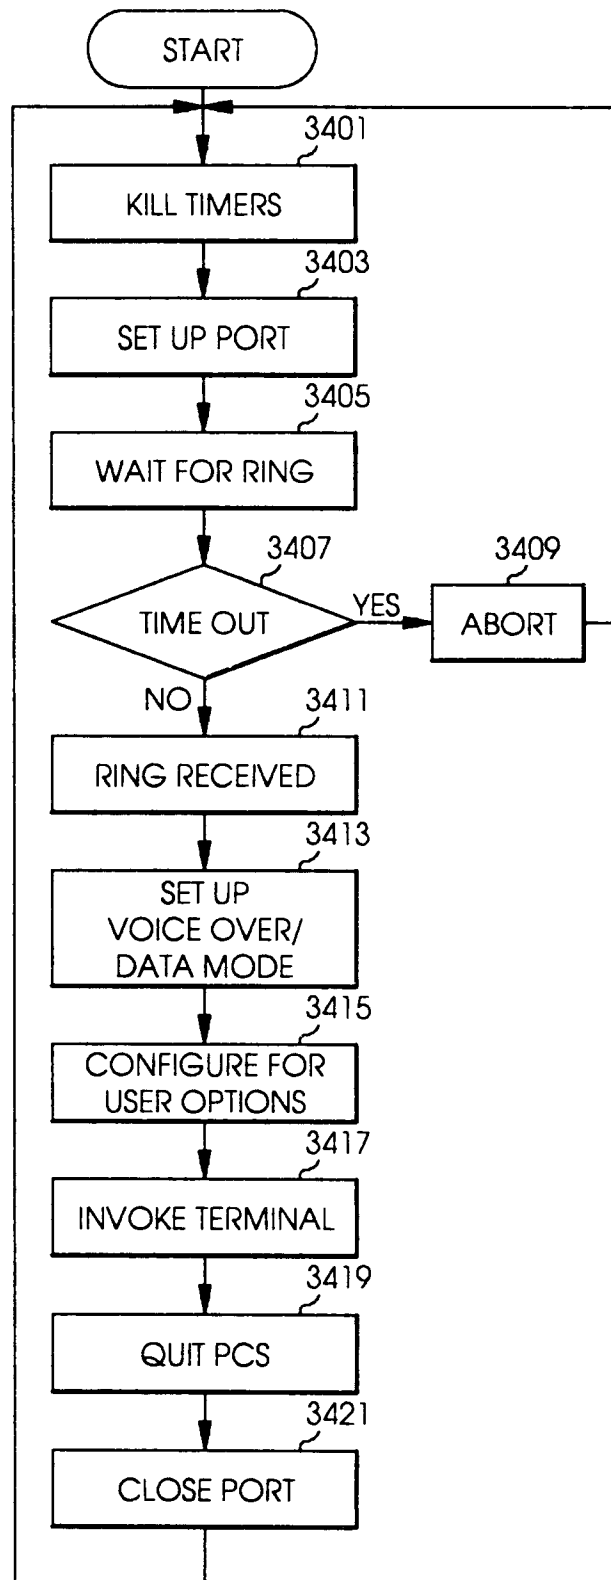 START
3401
KILL TIMERS
3403
SET UP PORT
3405
WAIT FOR RING
3407
TIME OUT
YES
3409
ABORT
NO
3411
RING RECEIVED
3413
SET UP
VOICE OVER/
DATA MODE
3415
CONFIGURE FOR
USER OPTIONS
3417
INVOKE TERMINAL
3419
QUIT PCS
3421
CLOSE PORT